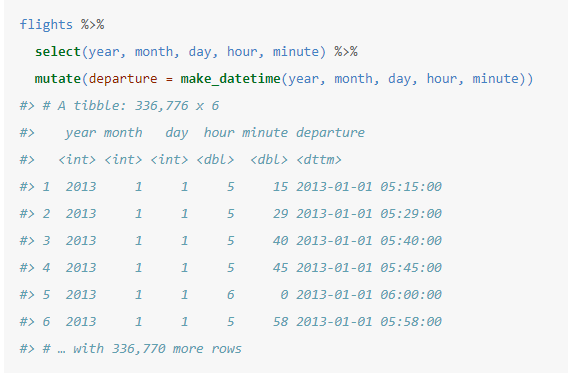 flights %>%
  select(year, month, day, hour, minute) %>%
  mutate(departure = make_datetime(year, month, day, hour, minute))
#> # A tibble: 336,776 x 6
#>    year month   day  hour minute departure
#>   <int> <int> <int> <dbl>  <dbl> <dttm>
#> 1  2013     1     1     5     15 2013-01-01 05:15:00
#> 2  2013     1     1     5     29 2013-01-01 05:29:00
#> 3  2013     1     1     5     40 2013-01-01 05:40:00
#> 4  2013     1     1     5     45 2013-01-01 05:45:00
#> 5  2013     1     1     6      0 2013-01-01 06:00:00
#> 6  2013     1     1     5     58 2013-01-01 05:58:00
#> # … with 336,770 more rows